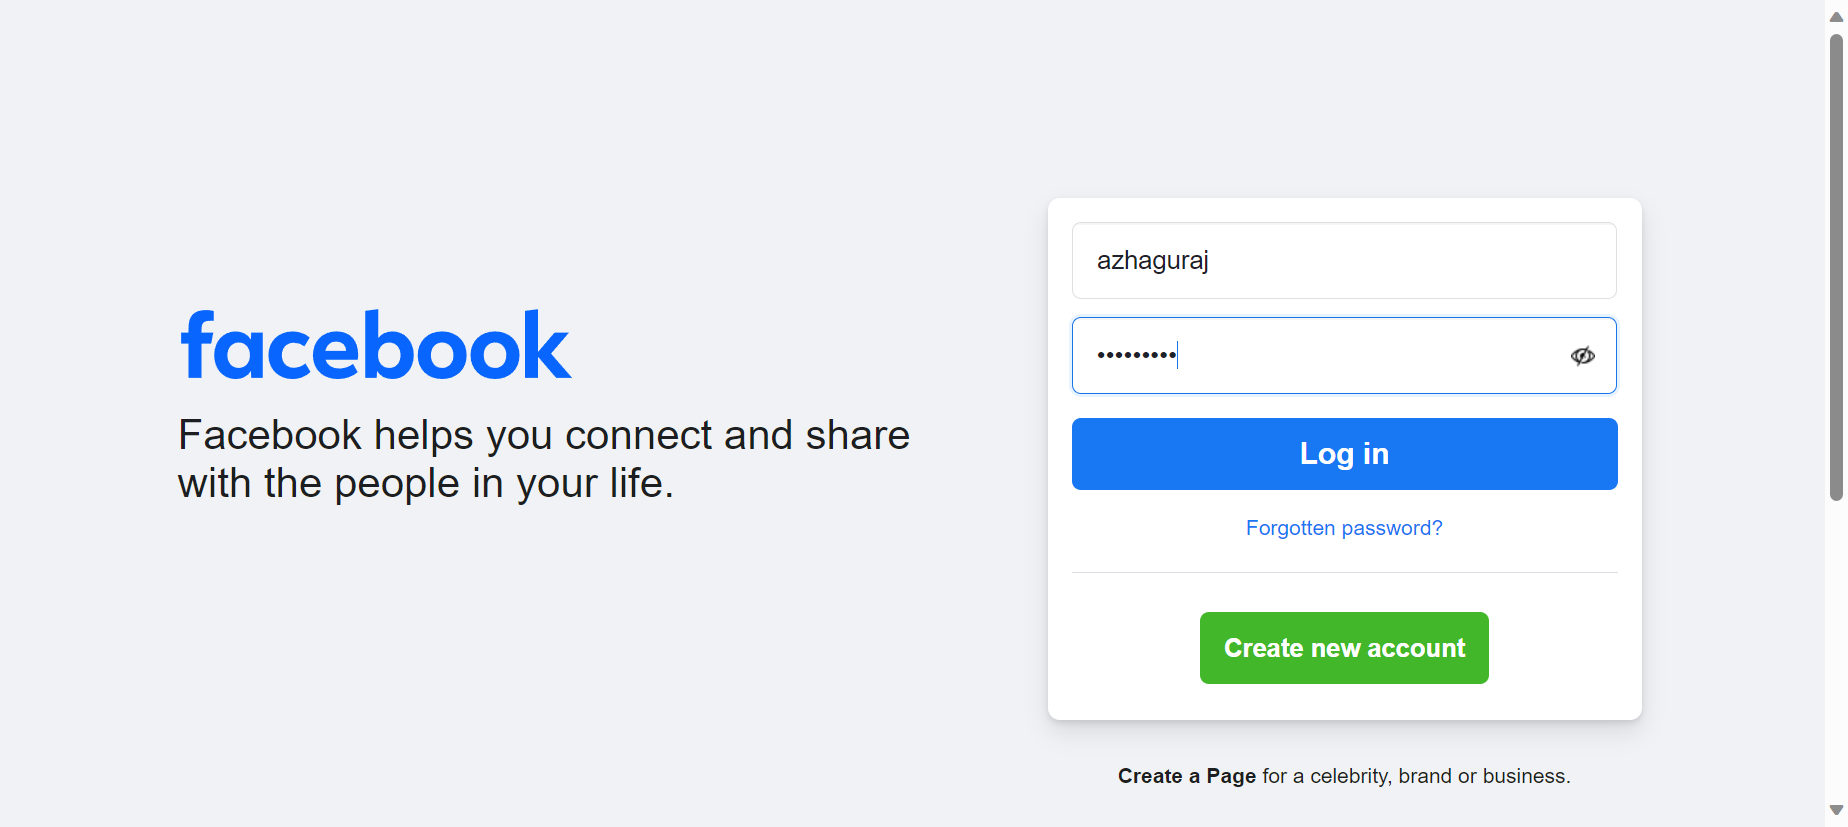 facebook
Facebook helps you connect and share
with the people in your life.
azhaguraj
•••••••••
Log in
Forgotten password?
Create new account
Create a Page for a celebrity, brand or business.